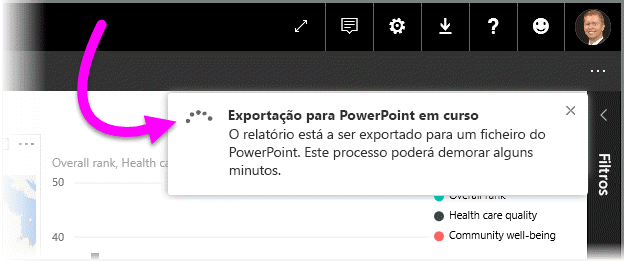 Exportação para PowerPoint em curso
O relatório está a ser exportado para um ficheiro do
PowerPoint. Este processo poderá demorar alguns
minutos.
Filtros
Overall rank, Health ca
50
40
Overall rank
Health care quality
Community well-being